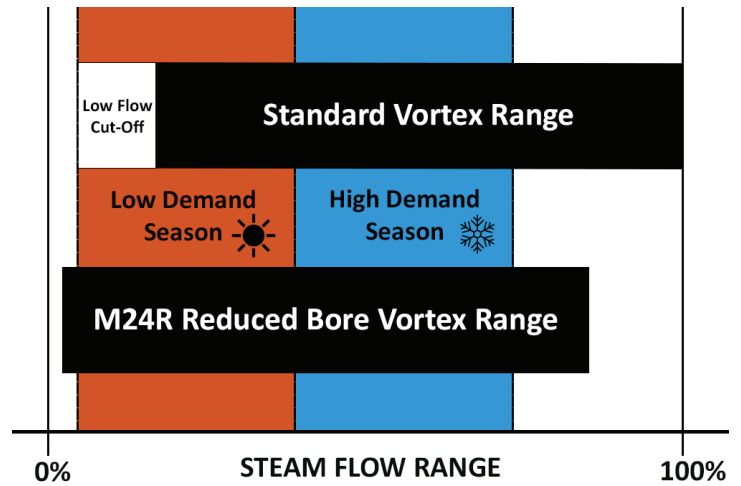 Low Flow
Cut-Off
Standard Vortex Range
Low Demand
Season
High Demand
Season
M24R Reduced Bore Vortex Range
0%
STEAM FLOW RANGE
100%